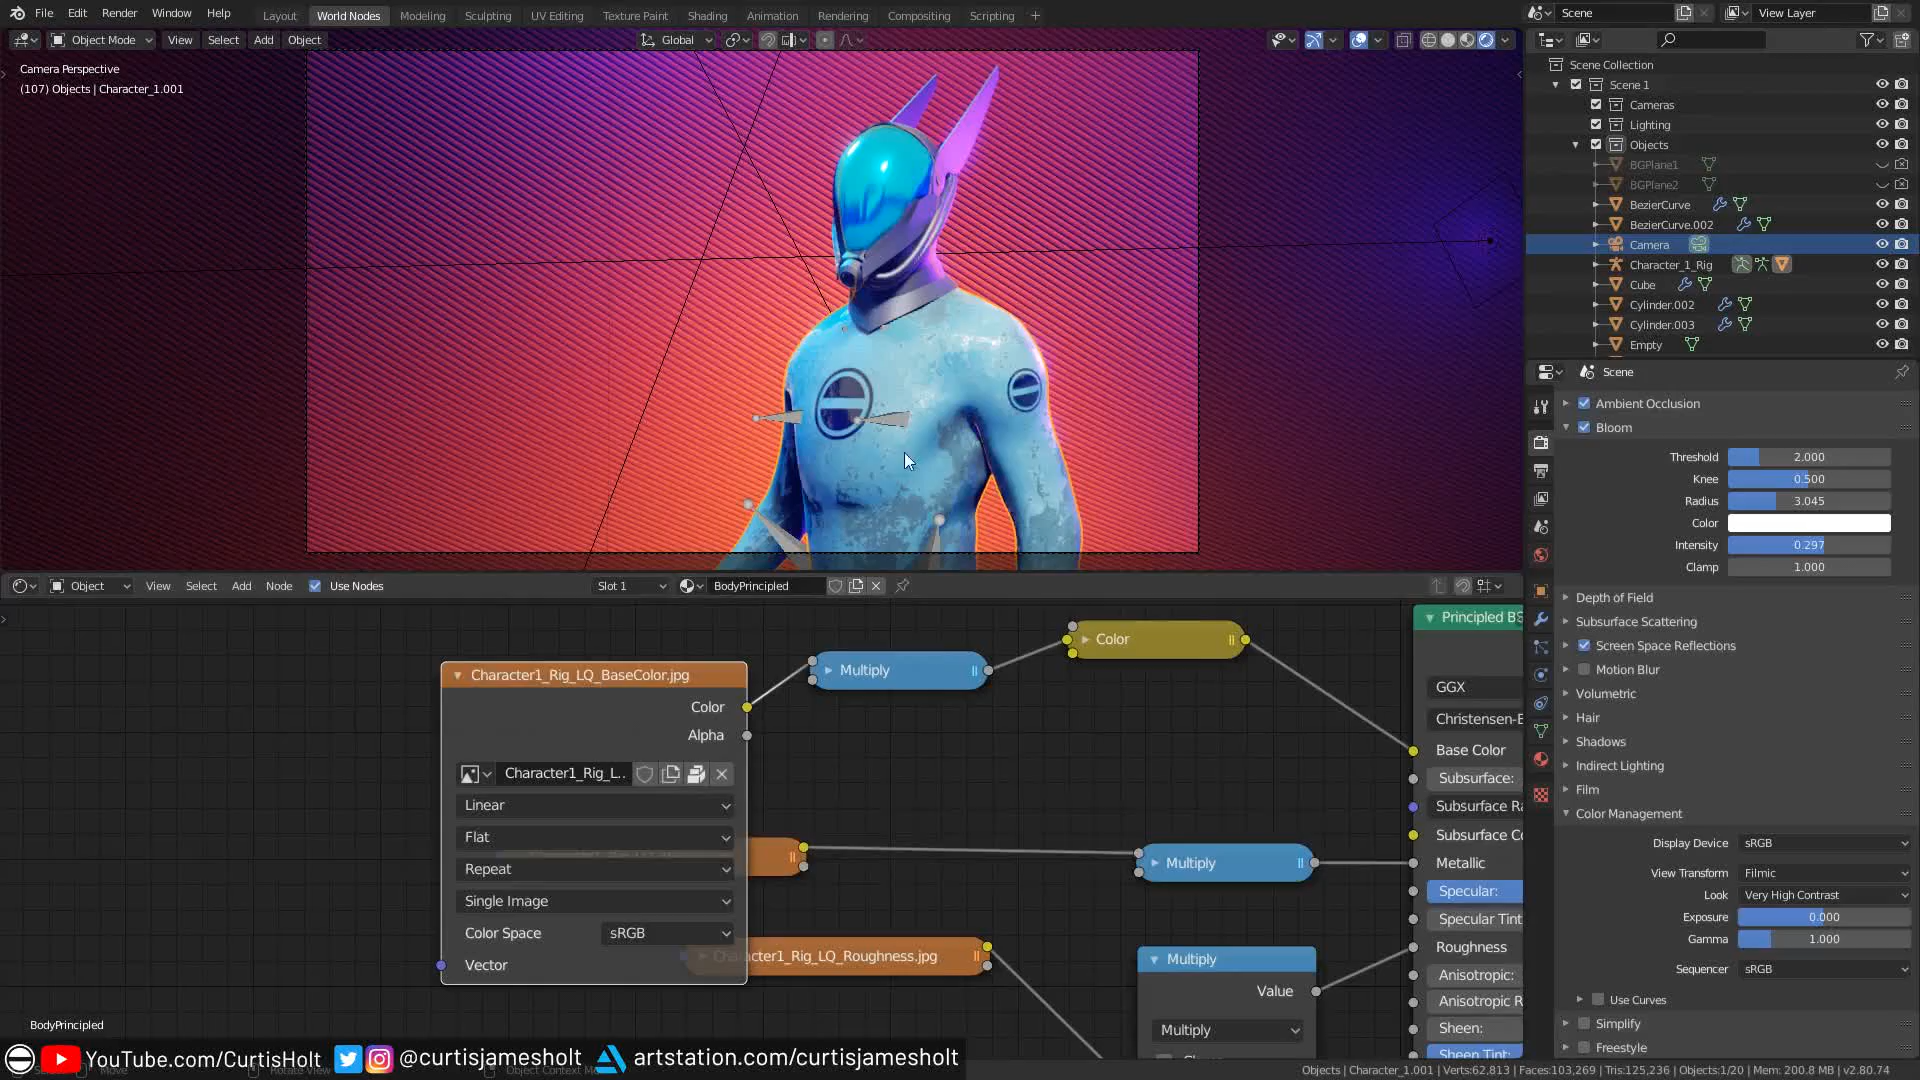 File Edit Render Window Help
Layout World Nodes Modeling Sculpting UV Editing Texture Paint Shading Animation Rendering Compositing Scripting
Scene View Layer
Object Mode View Select Add Object
Global
Camera Perspective
(107) Objects | Character_1.001
Scene Collection
Scene 1
Cameras
Lighting
Objects
BGPlane1
BGPlane2
BezierCurve
BezierCurve.002
Camera
Character_1_Rig
Cube
Cylinder.002
Cylinder.003
Empty
Scene
Ambient Occlusion
Bloom
Threshold 2.000
Knee 0.500
Radius 3.045
Color
Intensity 0.297
Clamp 1.000
Depth of Field
Subsurface Scattering
Screen Space Reflections
Motion Blur
Volumetric
Hair
Shadows
Indirect Lighting
Film
Color Management
Display Device sRGB
View Transform Filmic
Look Very High Contrast
Exposure 0.000
Gamma 1.000
Sequencer sRGB
Use Curves
Simplify
Freestyle
Object View Select Add Node Use Nodes Slot 1 BodyPrincipled
Character1_Rig_LQ_BaseColor.jpg
Color
Alpha
Character1_Rig_L..
Linear
Flat
Repeat
Single Image
Color Space sRGB
Vector
Multiply
Color
Multiply
Character1_Rig_LQ_Roughness.jpg
Multiply
Value
Multiply
Principled BS
GGX
Christensen-B
Base Color
Subsurface:
Subsurface Ra
Subsurface Co
Metallic
Specular:
Specular Tint
Roughness
Anisotropic:
Anisotropic R
Sheen:
Sheen Tint:
BodyPrincipled
YouTube.com/CurtisHolt @curtisjamesholt artstation.com/curtisjamesholt
Objects | Character_1.001 | Verts:62,813 | Faces:103,269 | Tris:125,236 | Objects:1/20 | Mem: 200.8 MB | v2.80.74